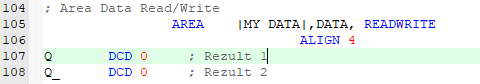 104 ; Area Data Read/Write
105 AREA |MY DATA|,DATA, READWRITE
106 ALIGN 4
107 Q DCD 0 ; Rezult 1
108 Q_ DCD 0 ; Rezult 2